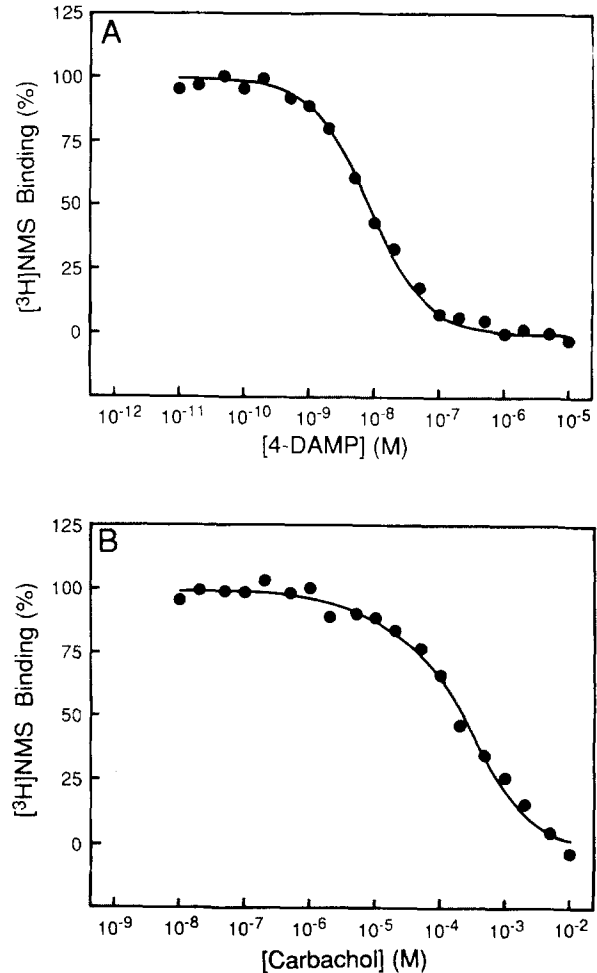 A
125
100
75
50
25
0
[³H]NMS Binding (%)
10⁻¹² 10⁻¹¹ 10⁻¹⁰ 10⁻⁹ 10⁻⁸ 10⁻⁷ 10⁻⁶ 10⁻⁵
[4-DAMP] (M)
B
125
100
75
50
25
0
[³H]NMS Binding (%)
10⁻⁹ 10⁻⁸ 10⁻⁷ 10⁻⁶ 10⁻⁵ 10⁻⁴ 10⁻³ 10⁻²
[Carbachol] (M)